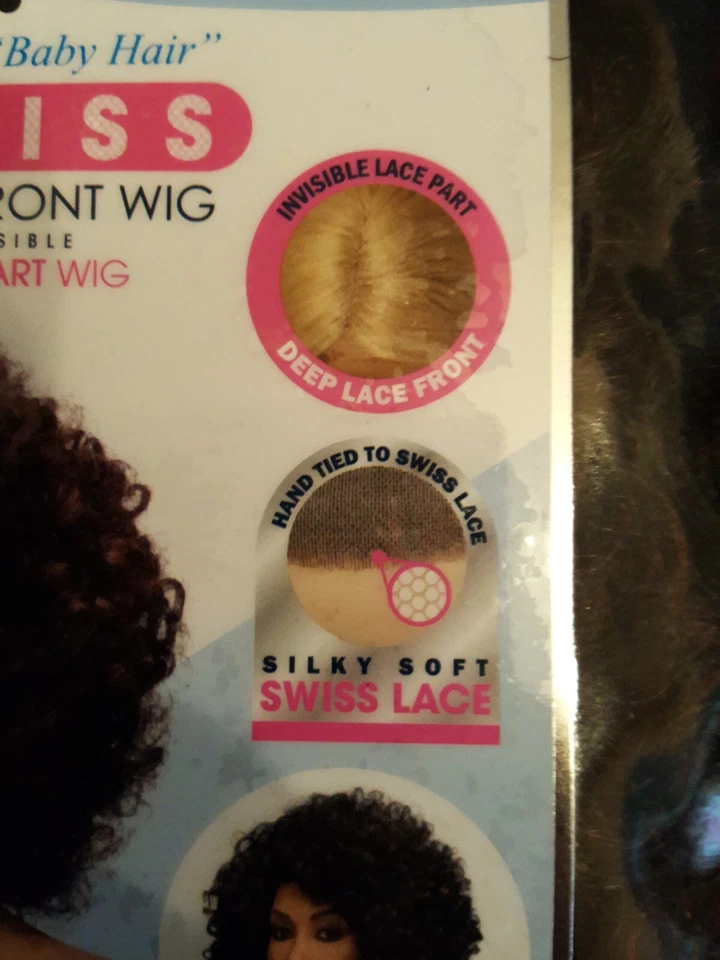 "Baby Hair"
ISS
RONT WIG
SIBLE
ART WIG
INVISIBLE LACE PART
DEEP LACE FRONT
HAND TIED TO SWISS LACE
SILKY SOFT
SWISS LACE